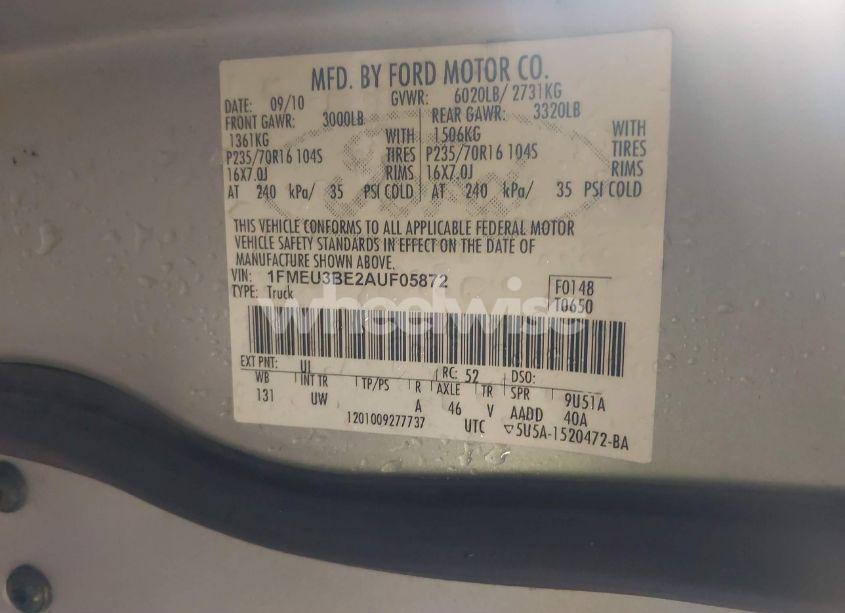 MFD. BY FORD MOTOR CO.
DATE: 09/10 GVWR: 6020LB/ 2731KG
FRONT GAWR: 3000LB REAR GAWR: 3320LB
1361KG WITH 1506KG WITH
P235/70R16 104S TIRES P235/70R16 104S TIRES
16X7.0J RIMS 16X7.0J RIMS
AT 240 kPa/ 35 PSI COLD AT 240 kPa/ 35 PSI COLD
THIS VEHICLE CONFORMS TO ALL APPLICABLE FEDERAL MOTOR
VEHICLE SAFETY STANDARDS IN EFFECT ON THE DATE OF
MANUFACTURE SHOWN ABOVE.
VIN: 1FMEU3BE2AUF05872 F0148
TYPE: Truck T0650
wheelwise
EXT PNT: UI RC: 52 DSO:
WB INT TR TP/PS R AXLE TR SPR 9U51A
131 UW A 46 V AADD 40A
1201009277737 UTC ▽5U5A-1520472-BA